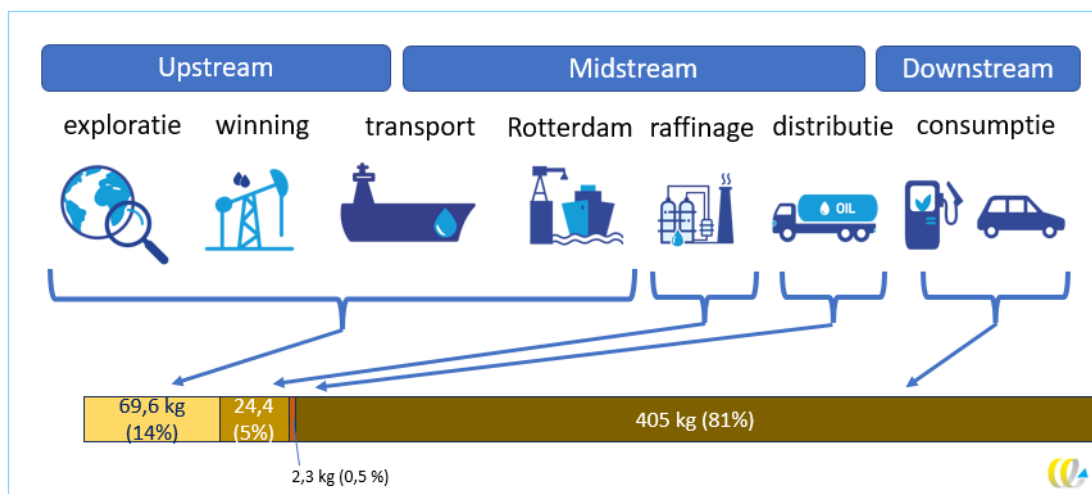 Upstream Midstream Downstream
exploratie winning transport Rotterdam raffinage distributie consumptie
OIL
69,6 kg
(14%)
24,4
(5%)
405 kg (81%)
2,3 kg (0,5 %)